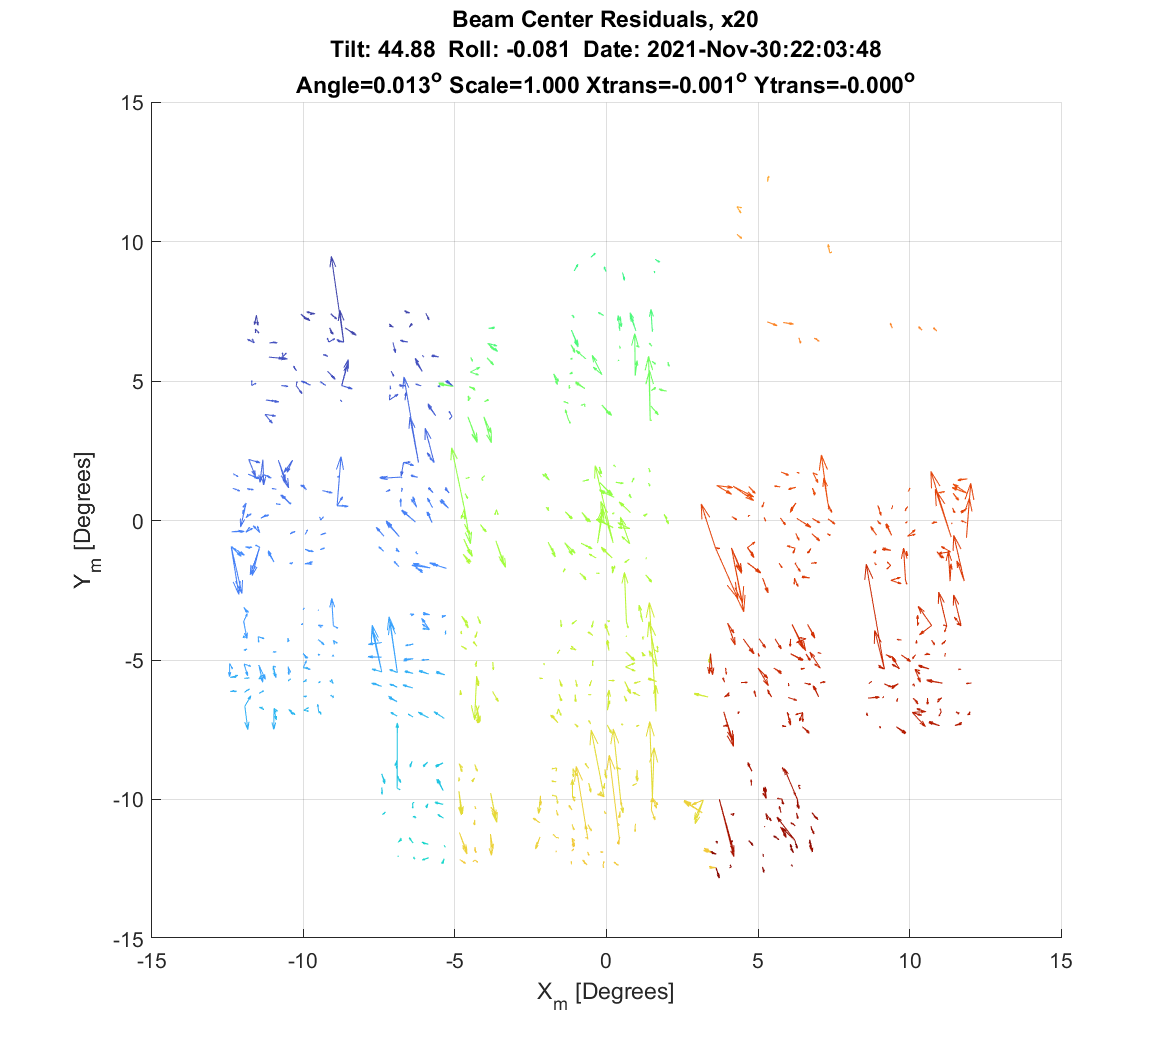 Beam Center Residuals, x20
Tilt: 44.88 Roll: -0.081 Date: 2021-Nov-30:22:03:48
Angle=0.013° Scale=1.000 Xtrans=-0.001° Ytrans=-0.000°
15
10
5
0
-5
-10
-15
Y_m [Degrees]
-15 -10 -5 0 5 10 15
X_m [Degrees]